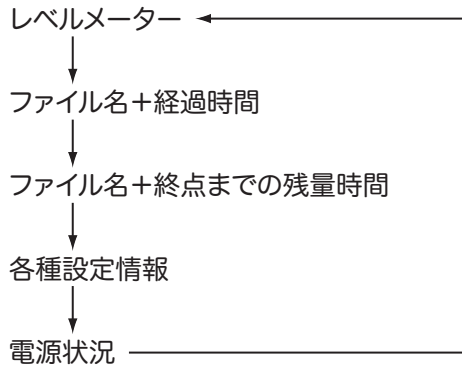 レベルメーター
ファイル名＋経過時間
ファイル名＋終点までの残量時間
各種設定情報
電源状況